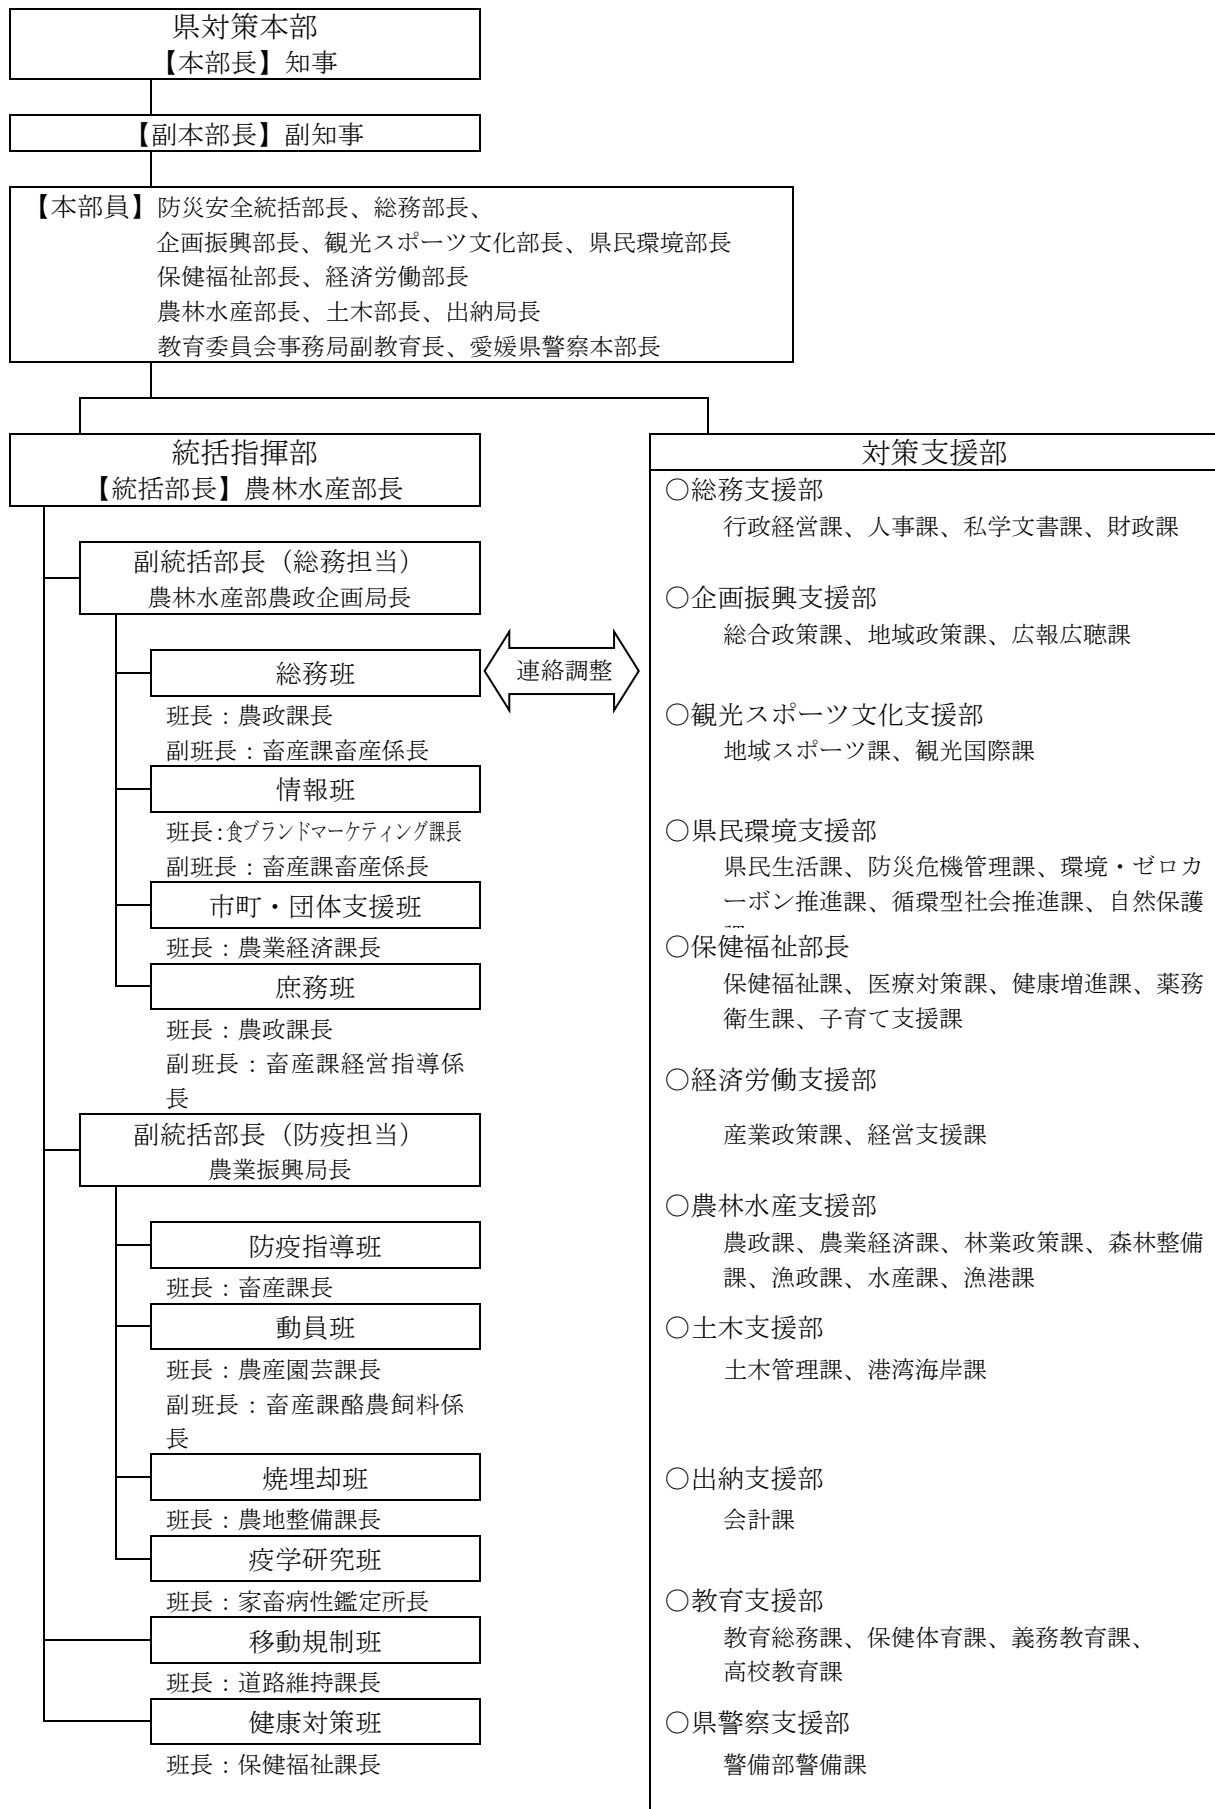 県対策本部
【本部長】知事
【副本部長】副知事
【本部員】防災安全統括部長、総務部長、
企画振興部長、観光スポーツ文化部長、県民環境部長
保健福祉部長、経済労働部長
農林水産部長、土木部長、出納局長
教育委員会事務局副教育長、愛媛県警察本部長
統括指揮部
【統括部長】農林水産部長
副統括部長（総務担当）
農林水産部農政企画局長
総務班
班長：農政課長
副班長：畜産課畜産係長
情報班
班長：食ブランドマーケティング課長
副班長：畜産課畜産係長
市町・団体支援班
班長：農業経済課長
庶務班
班長：農政課長
副班長：畜産課経営指導係
長
副統括部長（防疫担当）
農業振興局長
防疫指導班
班長：畜産課長
動員班
班長：農産園芸課長
副班長：畜産課酪農飼料係
長
焼埋却班
班長：農地整備課長
疫学研究班
班長：家畜病性鑑定所長
移動規制班
班長：道路維持課長
健康対策班
班長：保健福祉課長
連絡調整
対策支援部
○総務支援部
行政経営課、人事課、私学文書課、財政課
○企画振興支援部
総合政策課、地域政策課、広報広聴課
○観光スポーツ文化支援部
地域スポーツ課、観光国際課
○県民環境支援部
県民生活課、防災危機管理課、環境・ゼロカ
ーボン推進課、循環型社会推進課、自然保護
○保健福祉部長
保健福祉課、医療対策課、健康増進課、薬務
衛生課、子育て支援課
○経済労働支援部
産業政策課、経営支援課
○農林水産支援部
農政課、農業経済課、林業政策課、森林整備
課、漁政課、水産課、漁港課
○土木支援部
土木管理課、港湾海岸課
○出納支援部
会計課
○教育支援部
教育総務課、保健体育課、義務教育課、
高校教育課
○県警察支援部
警備部警備課